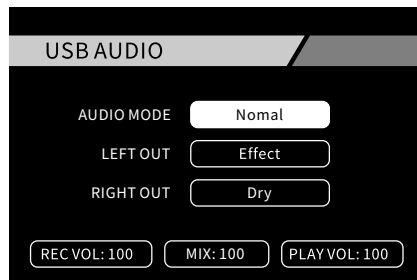 USB AUDIO
AUDIO MODE Nomal
LEFT OUT Effect
RIGHT OUT Dry
REC VOL: 100 MIX: 100 PLAY VOL: 100